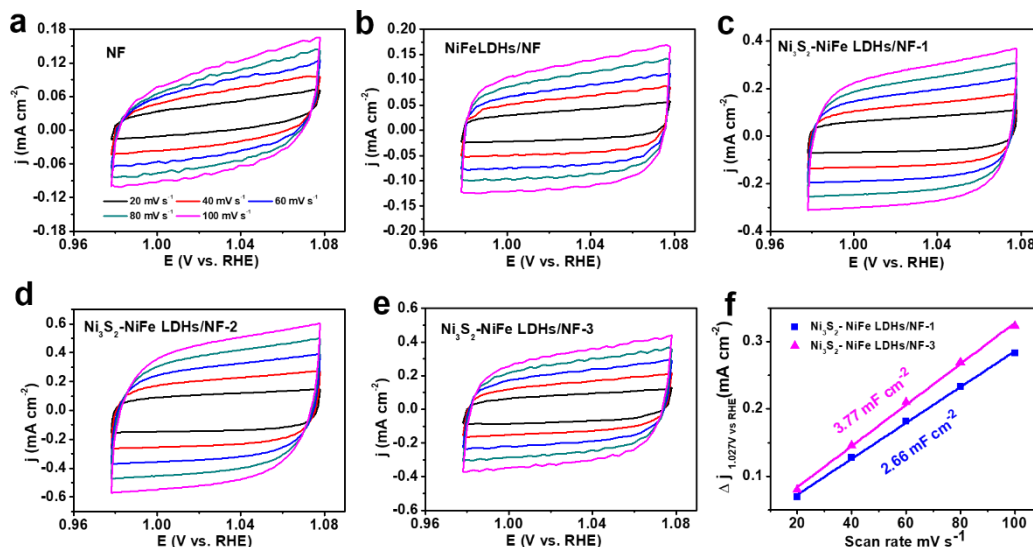 a
NF
j (mA cm⁻²)
0.18
0.12
0.06
0.00
-0.06
-0.12
-0.18
20 mV s⁻¹ 40 mV s⁻¹ 60 mV s⁻¹
80 mV s⁻¹ 100 mV s⁻¹
0.96 1.00 1.04 1.08
E (V vs. RHE)
b
NiFeLDHs/NF
j (mA cm⁻²)
0.20
0.15
0.10
0.05
0.00
-0.05
-0.10
-0.15
-0.20
0.96 1.00 1.04 1.08
E (V vs. RHE)
c
Ni₃S₂-NiFe LDHs/NF-1
j (mA cm⁻²)
0.4
0.2
0.0
-0.2
-0.4
0.96 1.00 1.04 1.08
E (V vs. RHE)
d
Ni₃S₂-NiFe LDHs/NF-2
j (mA cm⁻²)
0.6
0.4
0.2
0.0
-0.2
-0.4
-0.6
0.96 1.00 1.04 1.08
E (V vs. RHE)
e
Ni₃S₂-NiFe LDHs/NF-3
j (mA cm⁻²)
0.6
0.4
0.2
0.0
-0.2
-0.4
-0.6
0.96 1.00 1.04 1.08
E (V vs. RHE)
f
Ni₃S₂- NiFe LDHs/NF-1
Ni₃S₂- NiFe LDHs/NF-3
Δ j 1.027V vs RHE(mA cm⁻²)
0.3
0.2
0.1
3.77 mF cm⁻²
2.66 mF cm⁻²
20 40 60 80 100
Scan rate mV s⁻¹